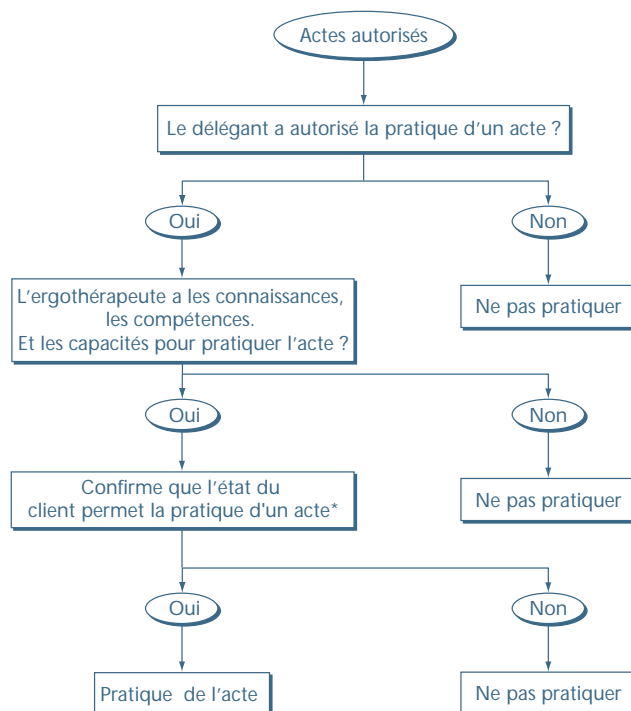 Actes autorisés
Le délégant a autorisé la pratique d'un acte ?
Oui
Non
L'ergothérapeute a les connaissances,
les compétences.
Et les capacités pour pratiquer l'acte ?
Ne pas pratiquer
Oui
Non
Confirme que l'état du
client permet la pratique d'un acte*
Ne pas pratiquer
Oui
Non
Pratique de l'acte
Ne pas pratiquer